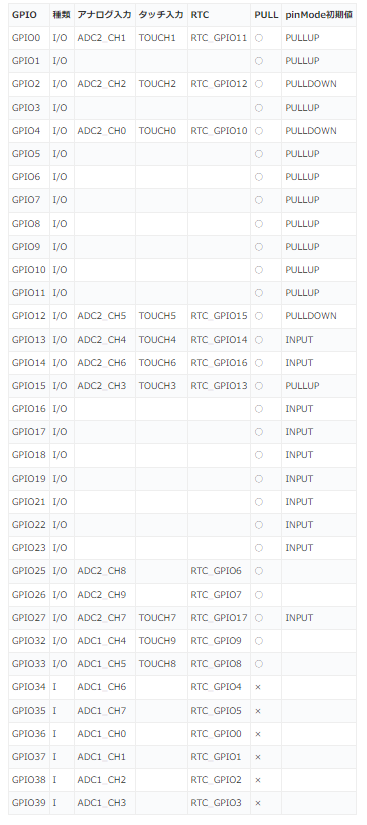 GPIO 種類 アナログ入力 タッチ入力 RTC PULL pinMode初期値
GPIO0 I/O ADC2_CH1 TOUCH1 RTC_GPIO11 ○ PULLUP
GPIO1 I/O ○ PULLUP
GPIO2 I/O ADC2_CH2 TOUCH2 RTC_GPIO12 ○ PULLDOWN
GPIO3 I/O ○ PULLUP
GPIO4 I/O ADC2_CH0 TOUCH0 RTC_GPIO10 ○ PULLDOWN
GPIO5 I/O ○ PULLUP
GPIO6 I/O ○ PULLUP
GPIO7 I/O ○ PULLUP
GPIO8 I/O ○ PULLUP
GPIO9 I/O ○ PULLUP
GPIO10 I/O ○ PULLUP
GPIO11 I/O ○ PULLUP
GPIO12 I/O ADC2_CH5 TOUCH5 RTC_GPIO15 ○ PULLDOWN
GPIO13 I/O ADC2_CH4 TOUCH4 RTC_GPIO14 ○ INPUT
GPIO14 I/O ADC2_CH6 TOUCH6 RTC_GPIO16 ○ INPUT
GPIO15 I/O ADC2_CH3 TOUCH3 RTC_GPIO13 ○ PULLUP
GPIO16 I/O ○ INPUT
GPIO17 I/O ○ INPUT
GPIO18 I/O ○ INPUT
GPIO19 I/O ○ INPUT
GPIO21 I/O ○ INPUT
GPIO22 I/O ○ INPUT
GPIO23 I/O ○ INPUT
GPIO25 I/O ADC2_CH8 RTC_GPIO6 ○
GPIO26 I/O ADC2_CH9 RTC_GPIO7 ○
GPIO27 I/O ADC2_CH7 TOUCH7 RTC_GPIO17 ○ INPUT
GPIO32 I/O ADC1_CH4 TOUCH9 RTC_GPIO9 ○
GPIO33 I/O ADC1_CH5 TOUCH8 RTC_GPIO8 ○
GPIO34 I ADC1_CH6 RTC_GPIO4 ×
GPIO35 I ADC1_CH7 RTC_GPIO5 ×
GPIO36 I ADC1_CH0 RTC_GPIO0 ×
GPIO37 I ADC1_CH1 RTC_GPIO1 ×
GPIO38 I ADC1_CH2 RTC_GPIO2 ×
GPIO39 I ADC1_CH3 RTC_GPIO3 ×